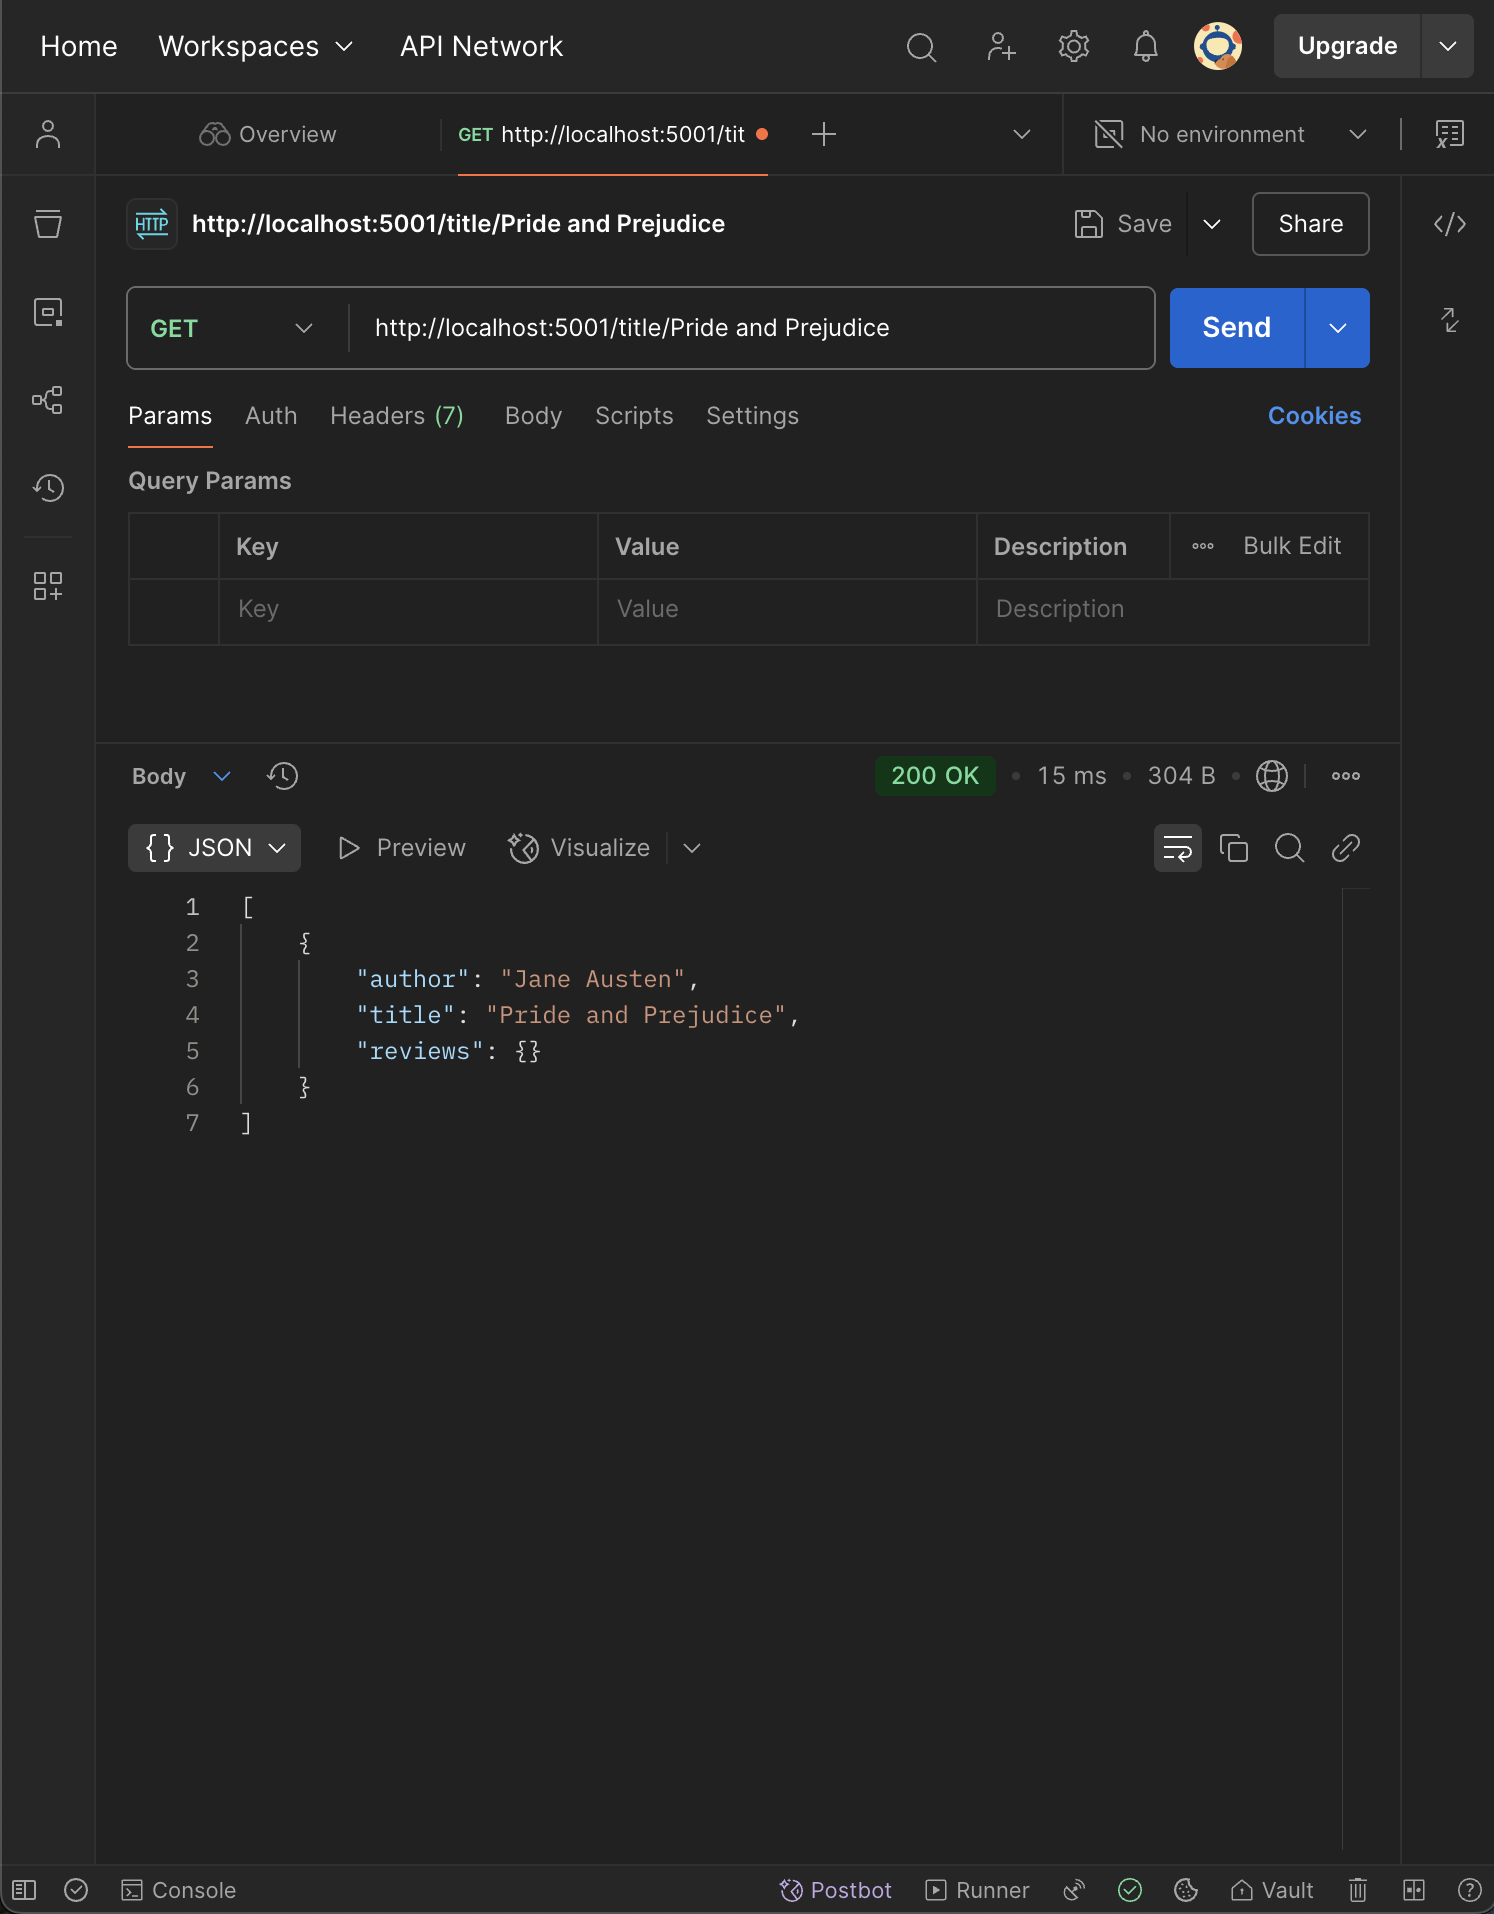 Home Workspaces API Network Upgrade
Overview GET http://localhost:5001/tit No environment
HTTP http://localhost:5001/title/Pride and Prejudice Save Share
GET http://localhost:5001/title/Pride and Prejudice Send
Params Auth Headers (7) Body Scripts Settings Cookies
Query Params
Key Value Description Bulk Edit
Key Value Description
Body 200 OK 15 ms 304 B
{} JSON Preview Visualize
1 [
2 {
3 "author": "Jane Austen",
4 "title": "Pride and Prejudice",
5 "reviews": {}
6 }
7 ]
Console Postbot Runner Vault